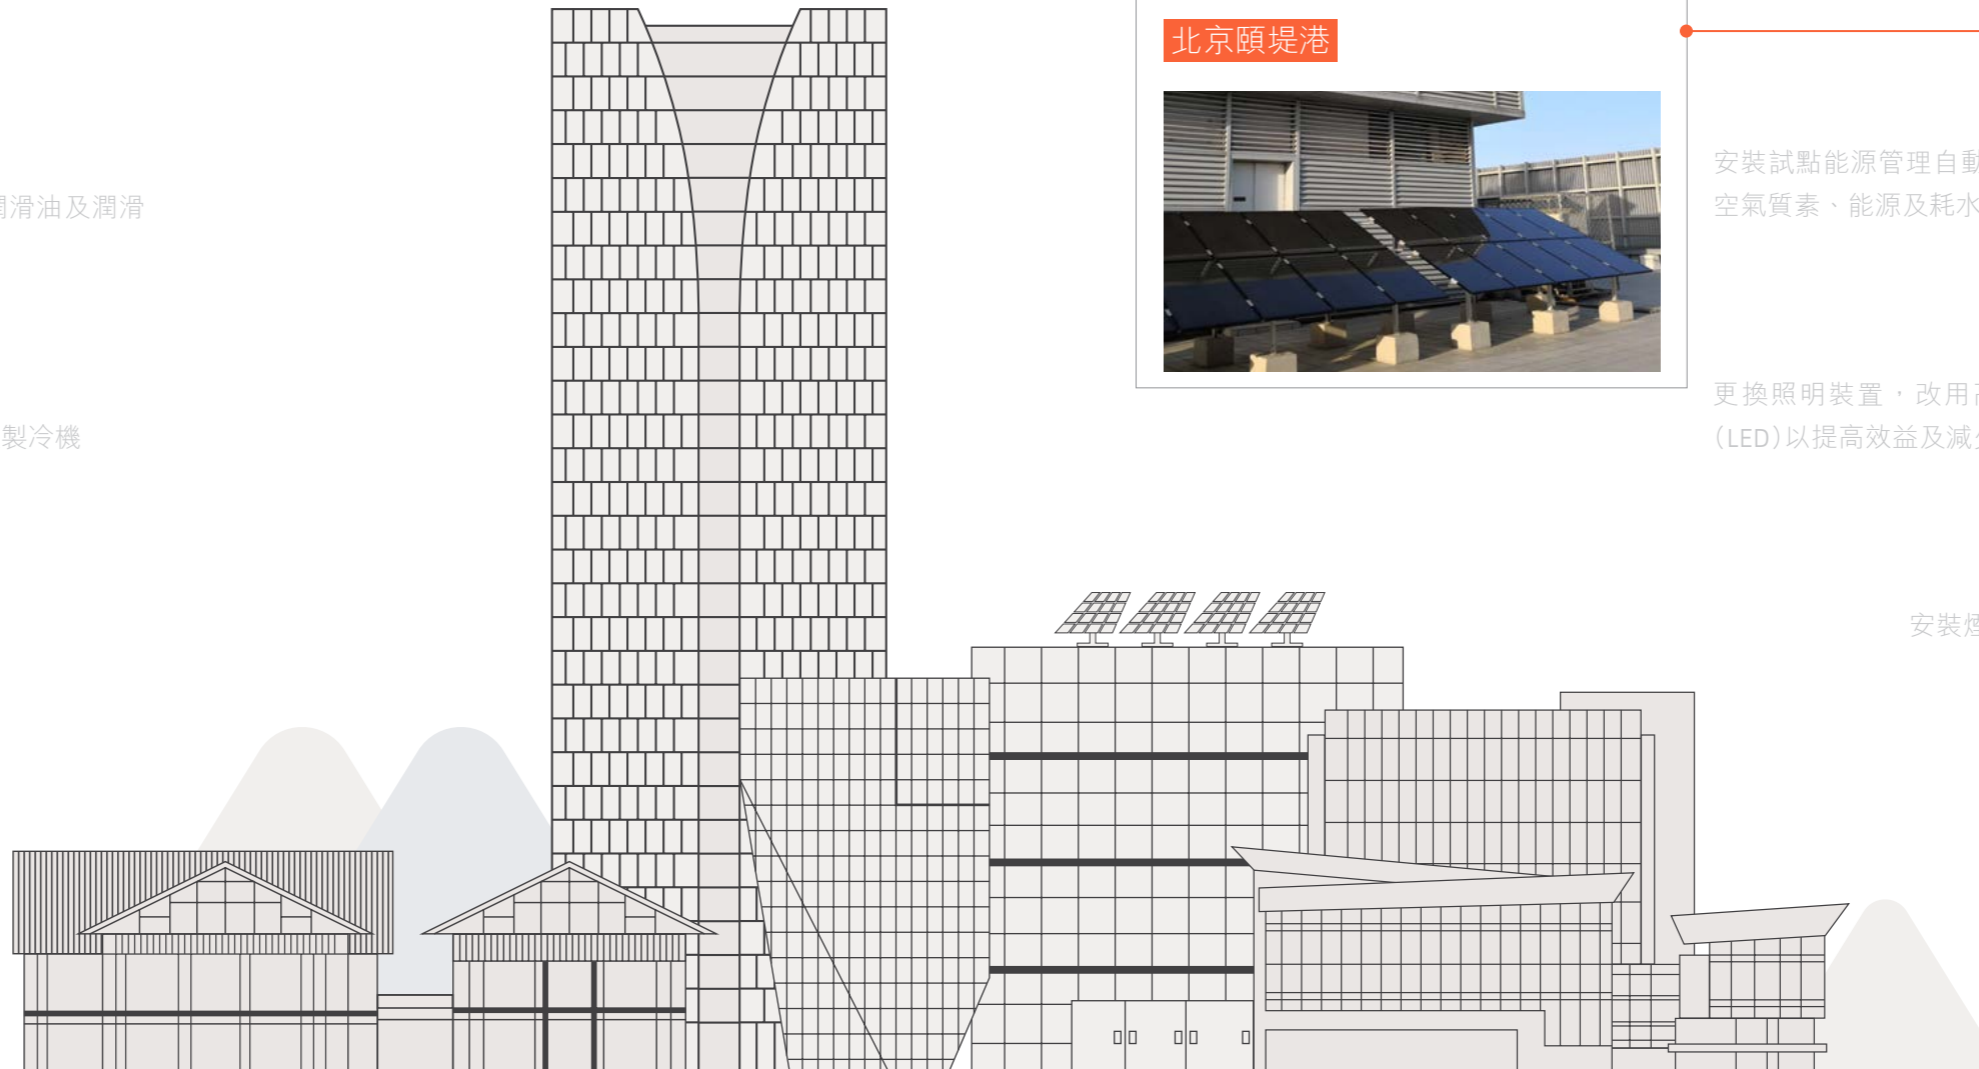 北京頤堤港
安裝試點能源管理自動
空氣質素、能源及耗水
滑油及潤滑
更換照明裝置，改用
(LED)以提高效益及減
製冷機
安裝